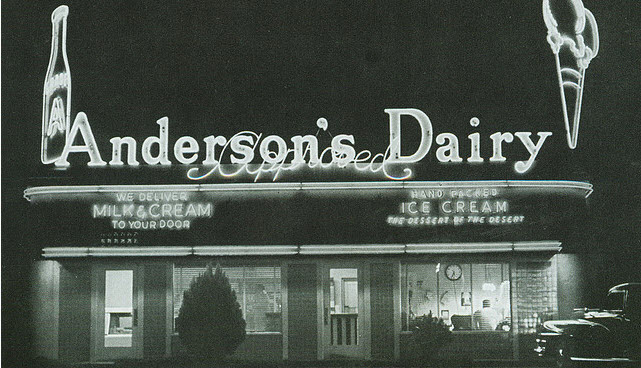 Anderson's Dairy
Approved
WE DELIVER
MILK & CREAM
TO YOUR DOOR
HAND PACKED
ICE CREAM
THE DESSERT OF THE DESERT